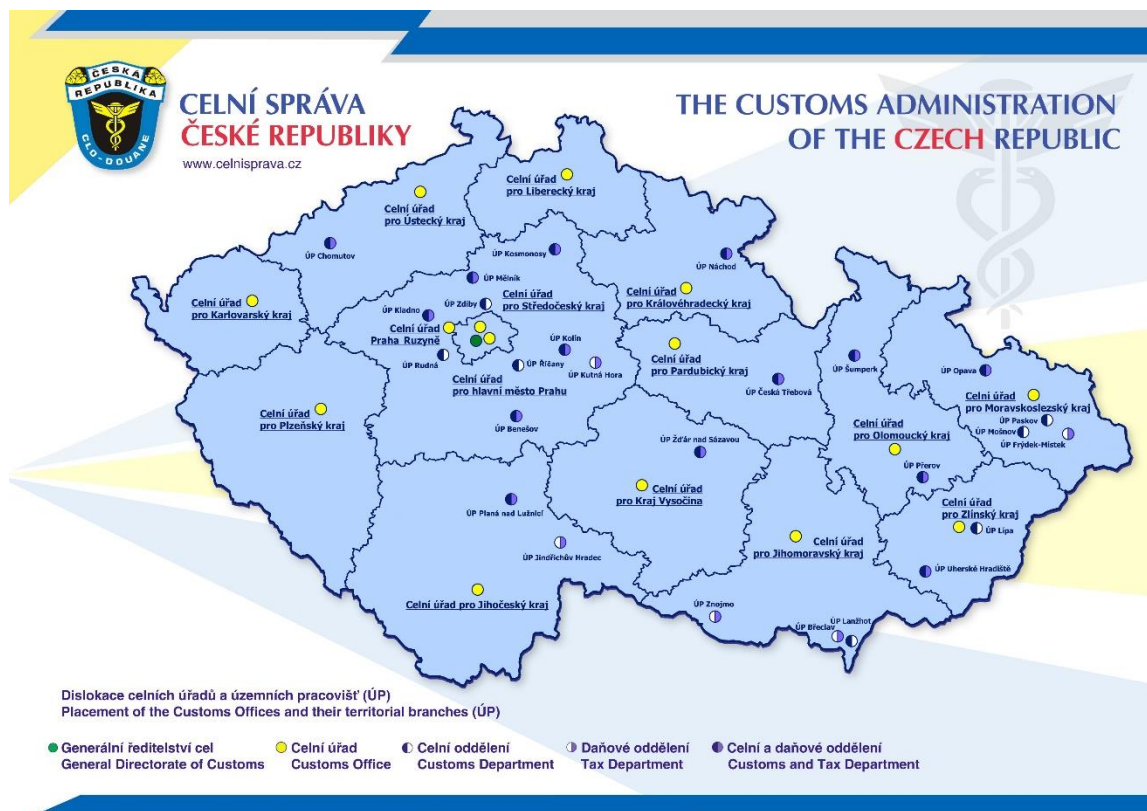 ČESKÁ
REPUBLIKA
CLO-DOUANE
CELNÍ SPRÁVA
ČESKÉ REPUBLIKY
www.celnisprava.cz
THE CUSTOMS ADMINISTRATION
OF THE CZECH REPUBLIC
Celní úřad
pro Liberecký kraj
Celní úřad
pro Ústecký kraj
ÚP Chomutov
ÚP Kosmonosy
ÚP Náchod
ÚP Mělník
Celní úřad
pro Karlovarský kraj
ÚP Zdiby
Celní úřad
pro Středočeský kraj
Celní úřad
pro Královéhradecký kraj
ÚP Kladno
Celní úřad
Praha Ruzyně
ÚP Rudná
ÚP Kolín
ÚP Říčany
ÚP Kutná Hora
Celní úřad
pro hlavní město Prahu
Celní úřad
pro Pardubický kraj
ÚP Česká Třebová
ÚP Šumperk
ÚP Opava
Celní úřad
pro Moravskoslezský kraj
ÚP Paskov
ÚP Mošnov
ÚP Frýdek-Místek
Celní úřad
pro Plzeňský kraj
ÚP Benešov
Celní úřad
pro Olomoucký kraj
ÚP Žďár nad Sázavou
ÚP Přerov
Celní úřad
pro Kraj Vysočina
ÚP Planá nad Lužnicí
Celní úřad
pro Zlínský kraj
ÚP Lípa
ÚP Jindřichův Hradec
Celní úřad
pro Jihomoravský kraj
ÚP Uherské Hradiště
Celní úřad pro Jihočeský kraj
ÚP Znojmo
ÚP Lanžhot
ÚP Břeclav
Dislokace celních úřadů a územních pracovišť (ÚP)
Placement of the Customs Offices and their territorial branches (ÚP)
Generální ředitelství cel
General Directorate of Customs
Celní úřad
Customs Office
Celní oddělení
Customs Department
Daňové oddělení
Tax Department
Celní a daňové oddělení
Customs and Tax Department